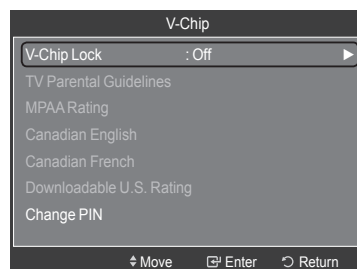 V-Chip
V-Chip Lock : Off ►
TV Parental Guidelines
MPAA Rating
Canadian English
Canadian French
Downloadable U.S. Rating
Change PIN
Move Enter Return